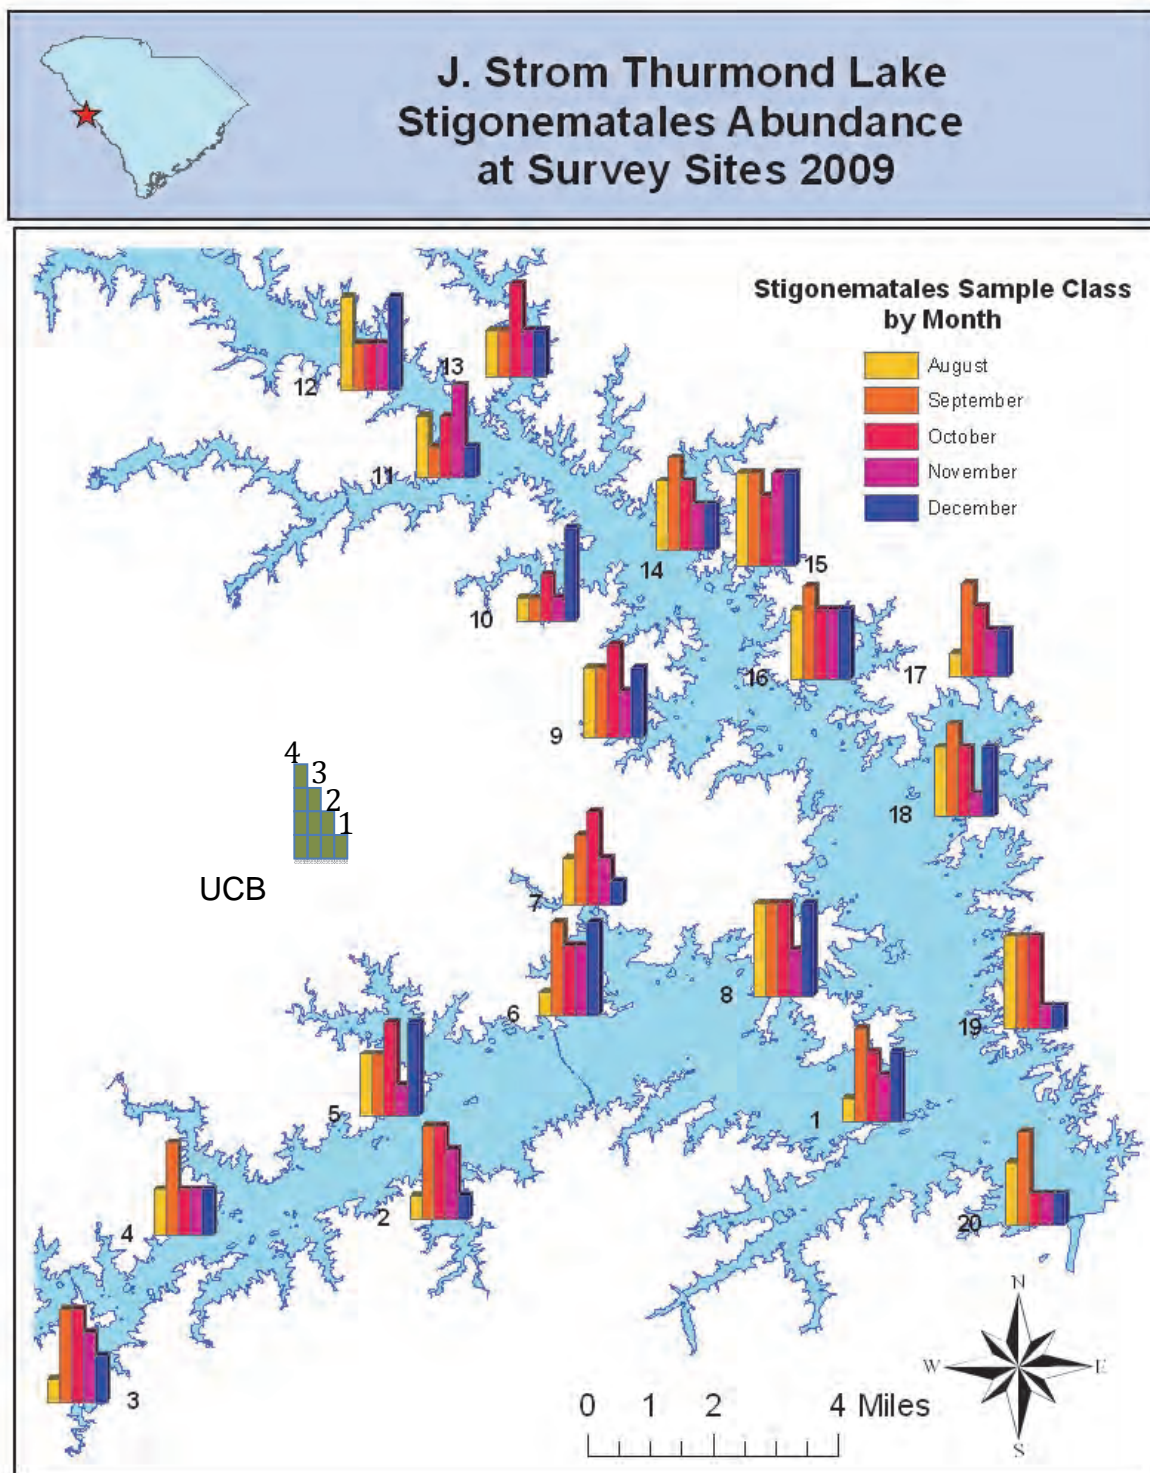 J. Strom Thurmond Lake
Stigonematales Abundance
at Survey Sites 2009
Stigonematales Sample Class
by Month
August
September
October
November
December
12
13
11
14
15
10
16
17
9
18
4
3
2
1
UCB
7
6
8
19
5
1
4
2
20
3
N
W
E
S
0 1 2 4 Miles